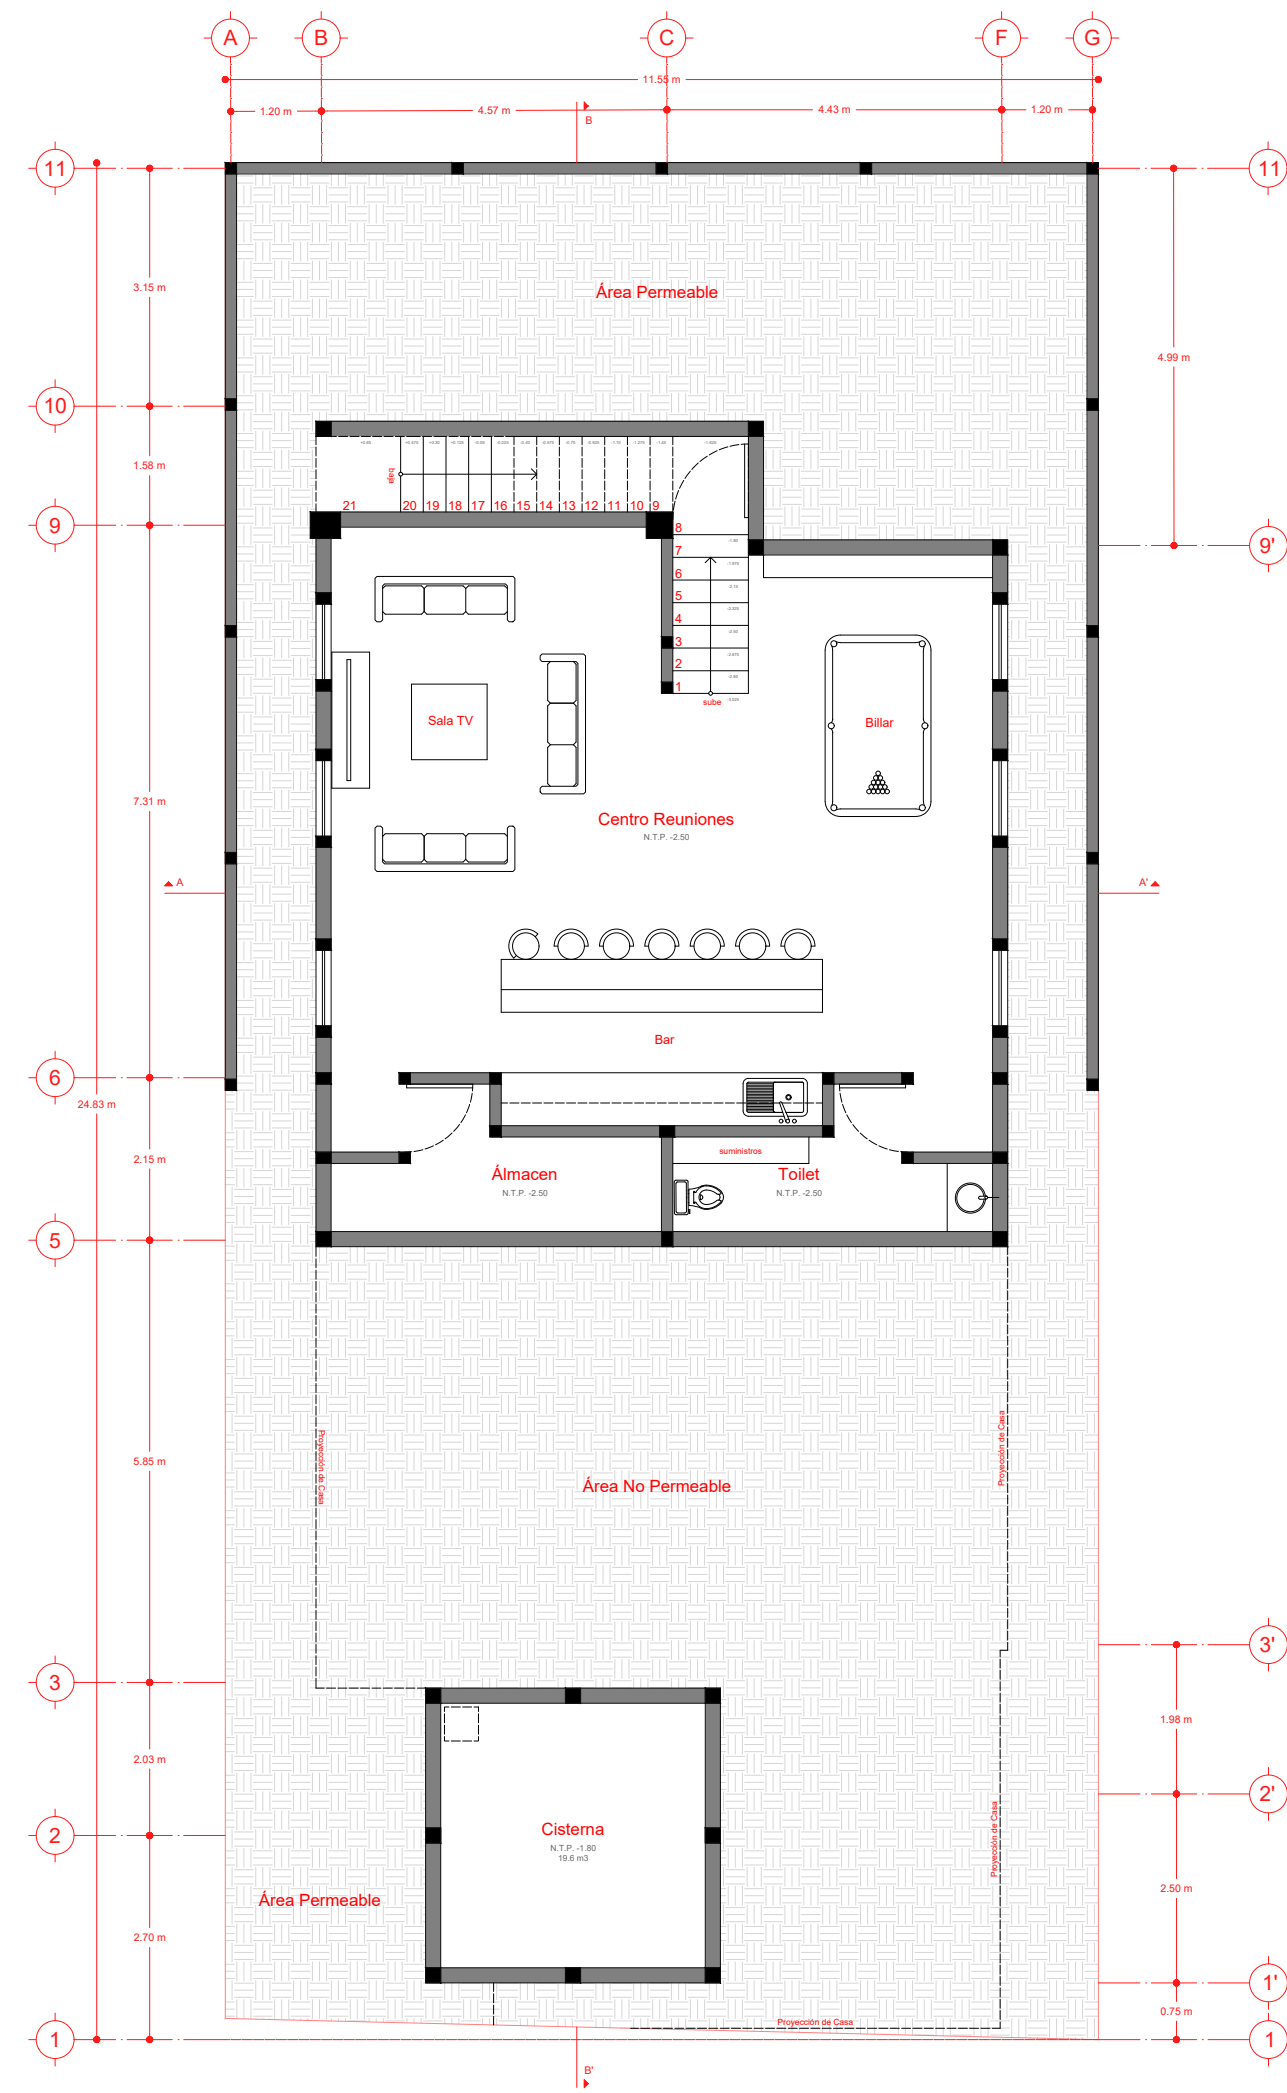 A
B
C
F
G
11.55 m
1.20 m
4.57 m
4.43 m
1.20 m
B
11
11
3.15 m
Área Permeable
4.99 m
10
1.58 m
baja
21
20
19
18
17
16
15
14
13
12
11
10
9
9
8
9'
7
6
5
4
3
2
1
sube
Sala TV
Billar
7.31 m
Centro Reuniones
N.T.P. -2.50
A
A'
Bar
6
24.83 m
2.15 m
suministros
Álmacen
N.T.P. -2.50
Toilet
N.T.P. -2.50
5
Proyección de Casa
Proyección de Casa
5.85 m
Área No Permeable
3'
3
1.98 m
2.03 m
2'
Cisterna
N.T.P. -1.80
19.6 m3
2
Proyección de Casa
2.50 m
Área Permeable
2.70 m
1'
0.75 m
Proyección de Casa
1
1
B'